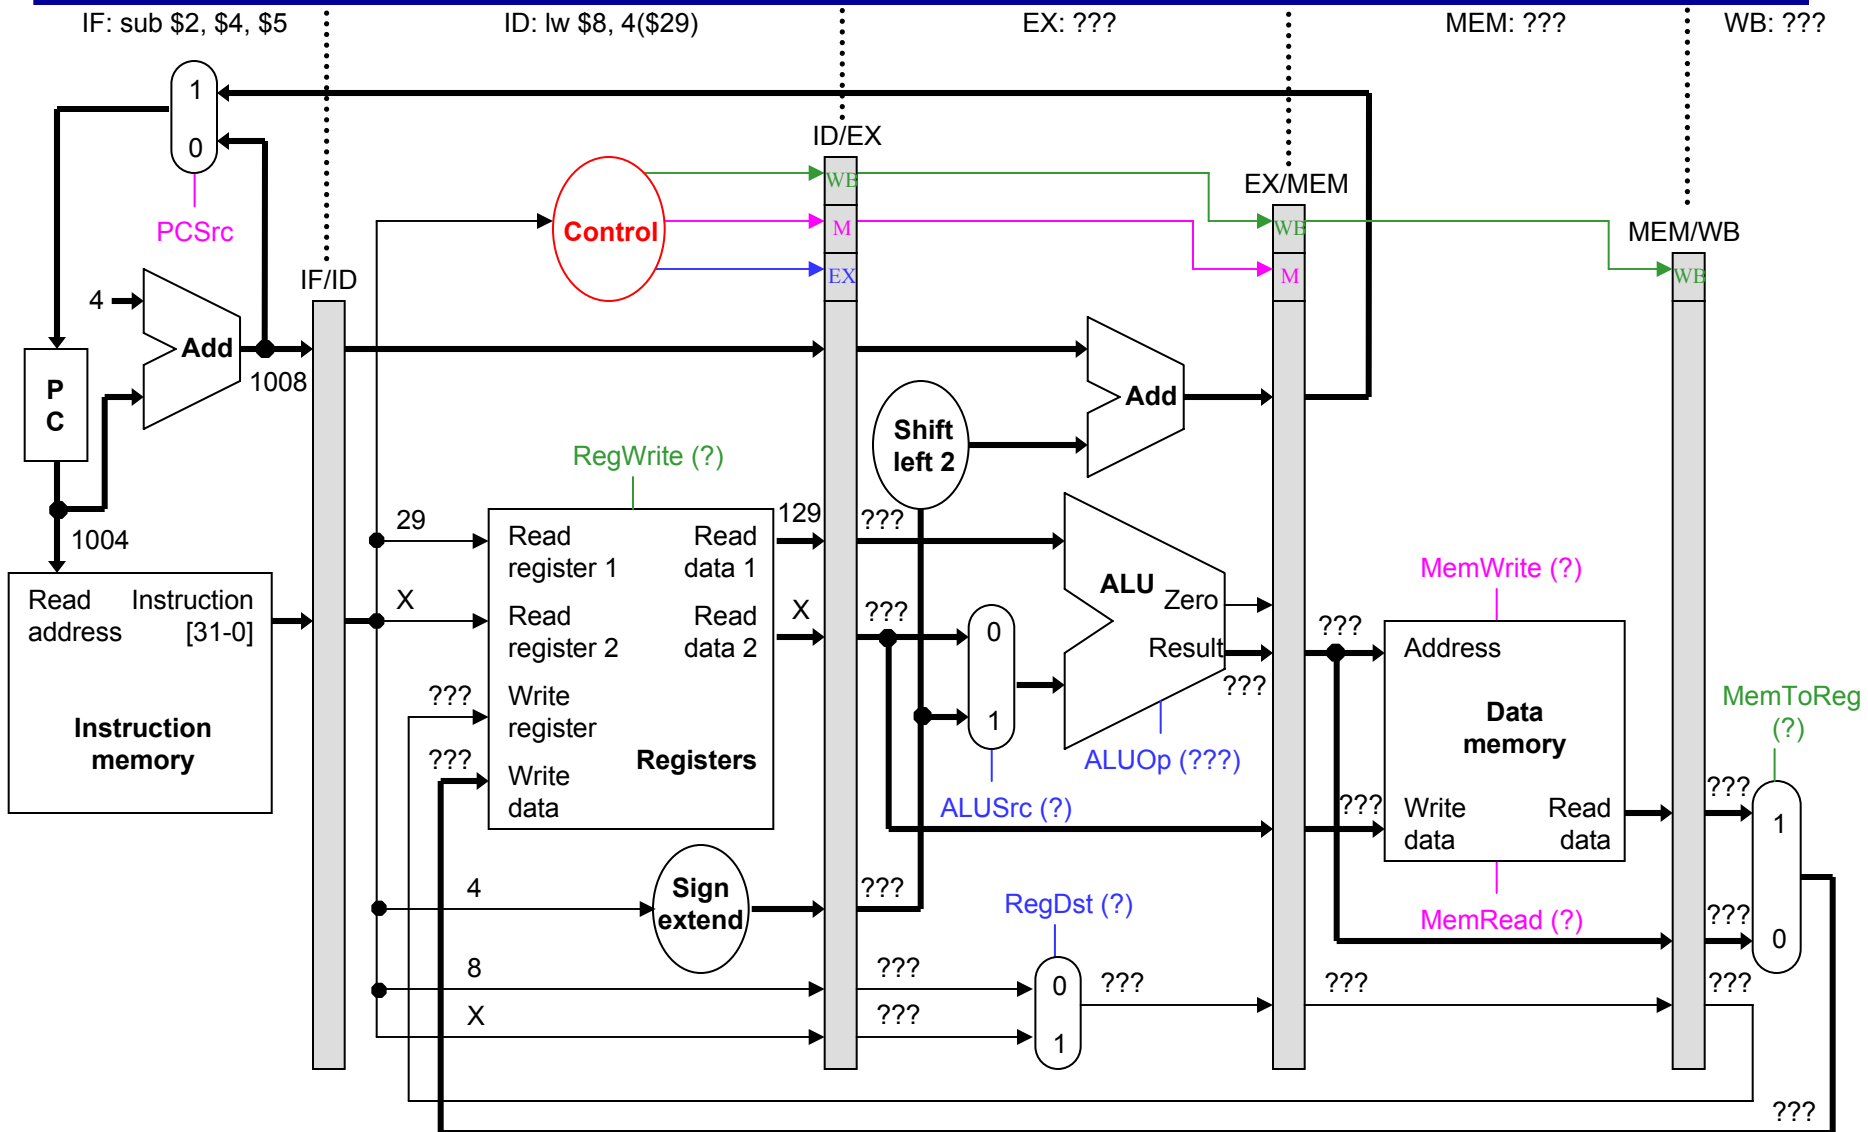 IF: sub $2, $4, $5
ID: lw $8, 4($29)
EX: ???
MEM: ???
WB: ???
1
0
PCSrc
4
Add
1008
P
C
1004
Read
address
Instruction
[31-0]
Instruction
memory
IF/ID
Control
ID/EX
WB
M
EX
EX/MEM
WB
M
MEM/WB
WB
RegWrite (?)
29
X
???
???
Read
register 1
Read
data 1
Read
register 2
Read
data 2
Write
register
Write
data
Registers
129
X
4
Sign
extend
8
X
Shift
left 2
Add
???
???
0
1
ALUSrc (?)
ALU
Zero
Result
???
ALUOp (???)
???
RegDst (?)
???
???
0
1
???
???
???
MemWrite (?)
Address
Data
memory
Write
data
Read
data
MemRead (?)
???
MemToReg
(?)
???
1
???
0
???
???